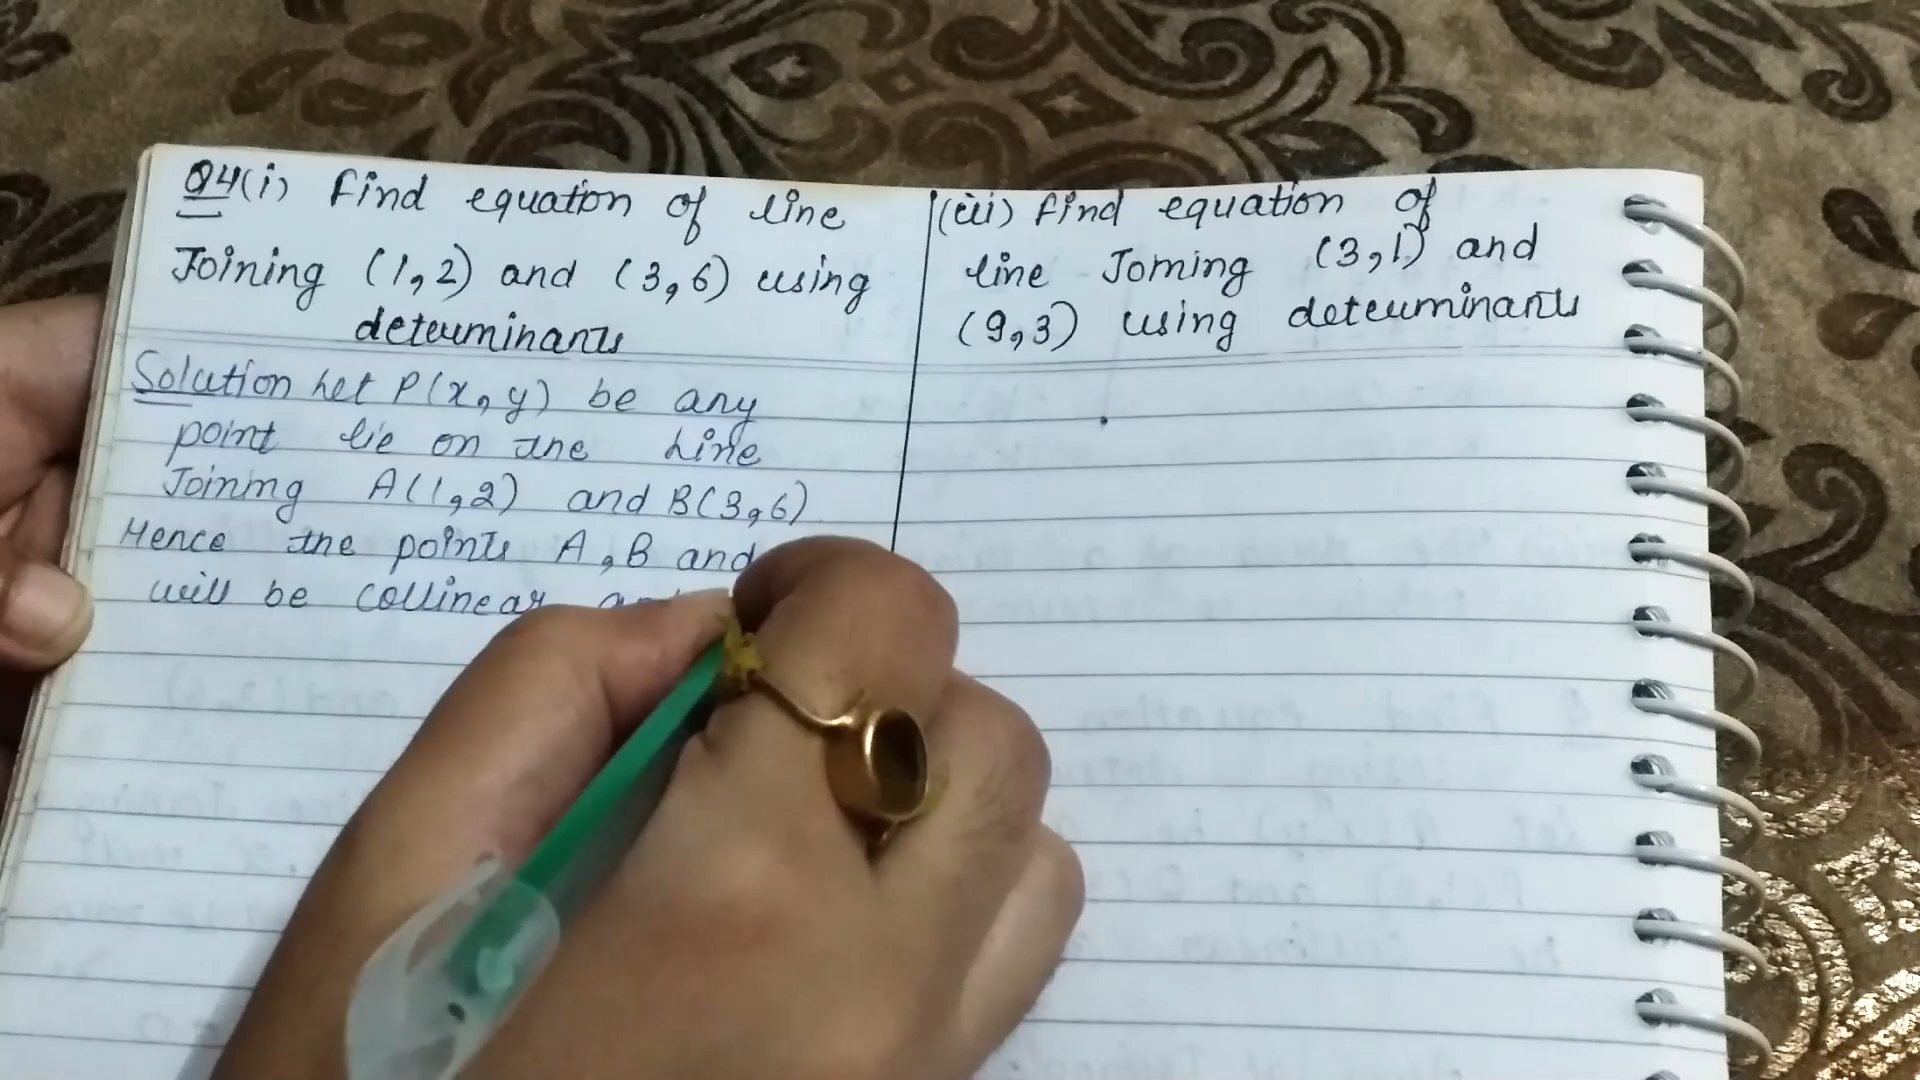 Q4(i) Find equation of line
Joining (1,2) and (3,6) using
determinants
Solution Let P(x,y) be any
point lie on the Line
Joining A(1,2) and B(3,6)
Hence the points A,B and
will be collinear
(ii) Find equation of
line Joining (3,1) and
(9,3) using determinants